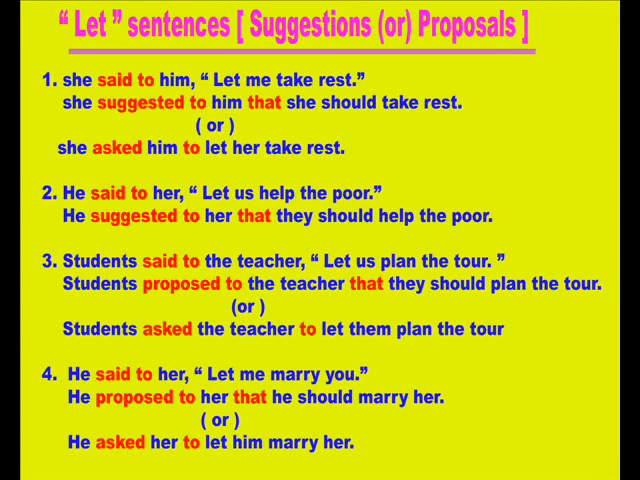 “ Let ” sentences [ Suggestions (or) Proposals ]
1. she said to him, “ Let me take rest.”
she suggested to him that she should take rest.
( or )
she asked him to let her take rest.
2. He said to her, “ Let us help the poor.”
He suggested to her that they should help the poor.
3. Students said to the teacher, “ Let us plan the tour. ”
Students proposed to the teacher that they should plan the tour.
(or )
Students asked the teacher to let them plan the tour
4. He said to her, “ Let me marry you.”
He proposed to her that he should marry her.
( or )
He asked her to let him marry her.